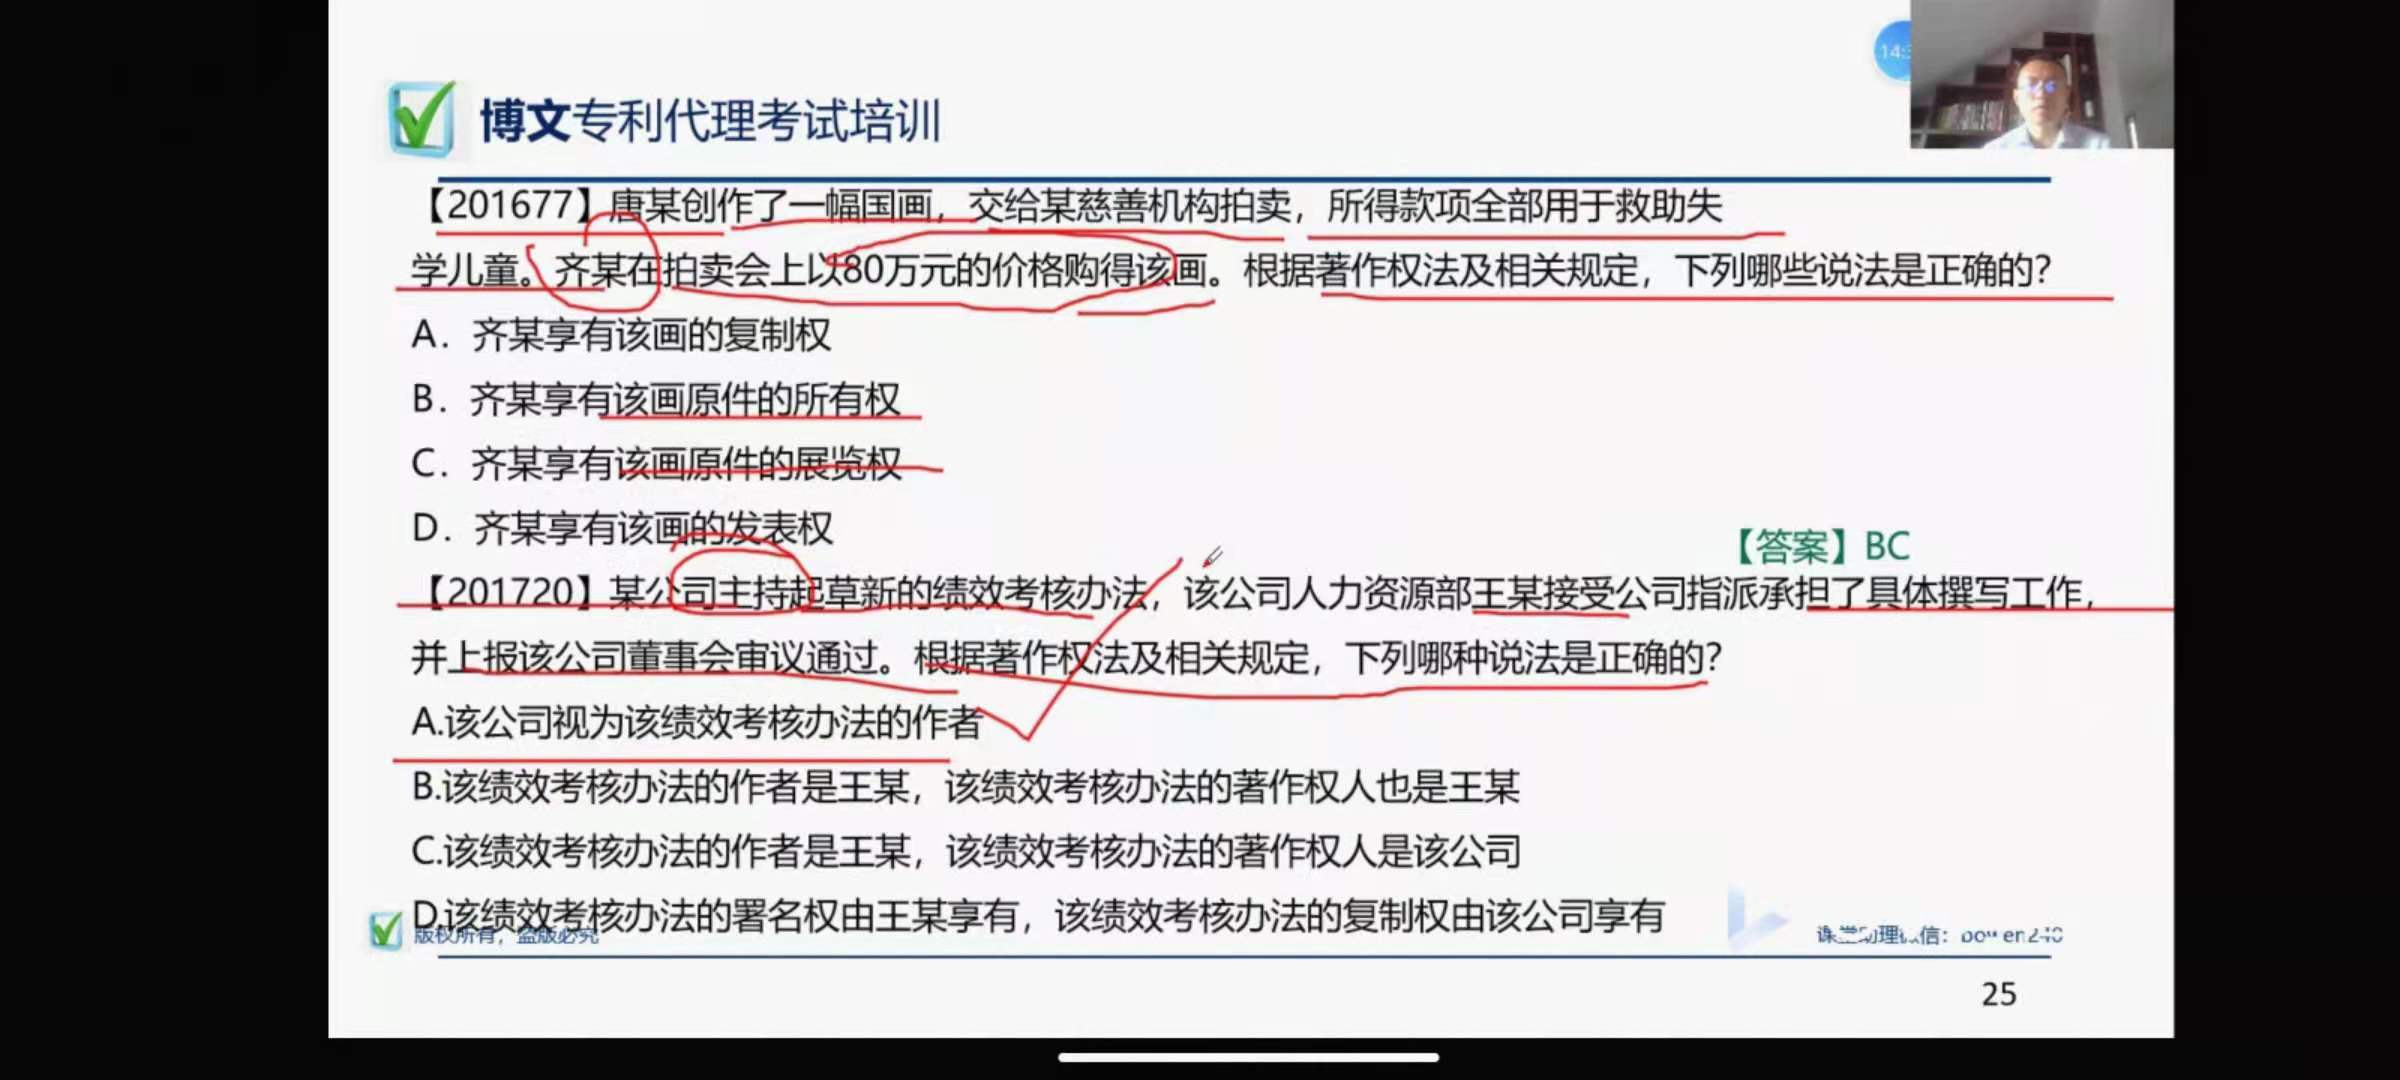 14:
博文专利代理考试培训
【201677】唐某创作了一幅国画，交给某慈善机构拍卖，所得款项全部用于救助失
学儿童。齐某在拍卖会上以80万元的价格购得该画。根据著作权法及相关规定，下列哪些说法是正确的？
A．齐某享有该画的复制权
B．齐某享有该画原件的所有权
C．齐某享有该画原件的展览权
D．齐某享有该画的发表权
【答案】BC
【201720】某公司主持起草新的绩效考核办法，该公司人力资源部王某接受公司指派承担了具体撰写工作，
并上报该公司董事会审议通过。根据著作权法及相关规定，下列哪种说法是正确的？
A.该公司视为该绩效考核办法的作者
B.该绩效考核办法的作者是王某，该绩效考核办法的著作权人也是王某
C.该绩效考核办法的作者是王某，该绩效考核办法的著作权人是该公司
D.该绩效考核办法的署名权由王某享有，该绩效考核办法的复制权由该公司享有
版权所有，盗版必究
课堂助理微信：
25